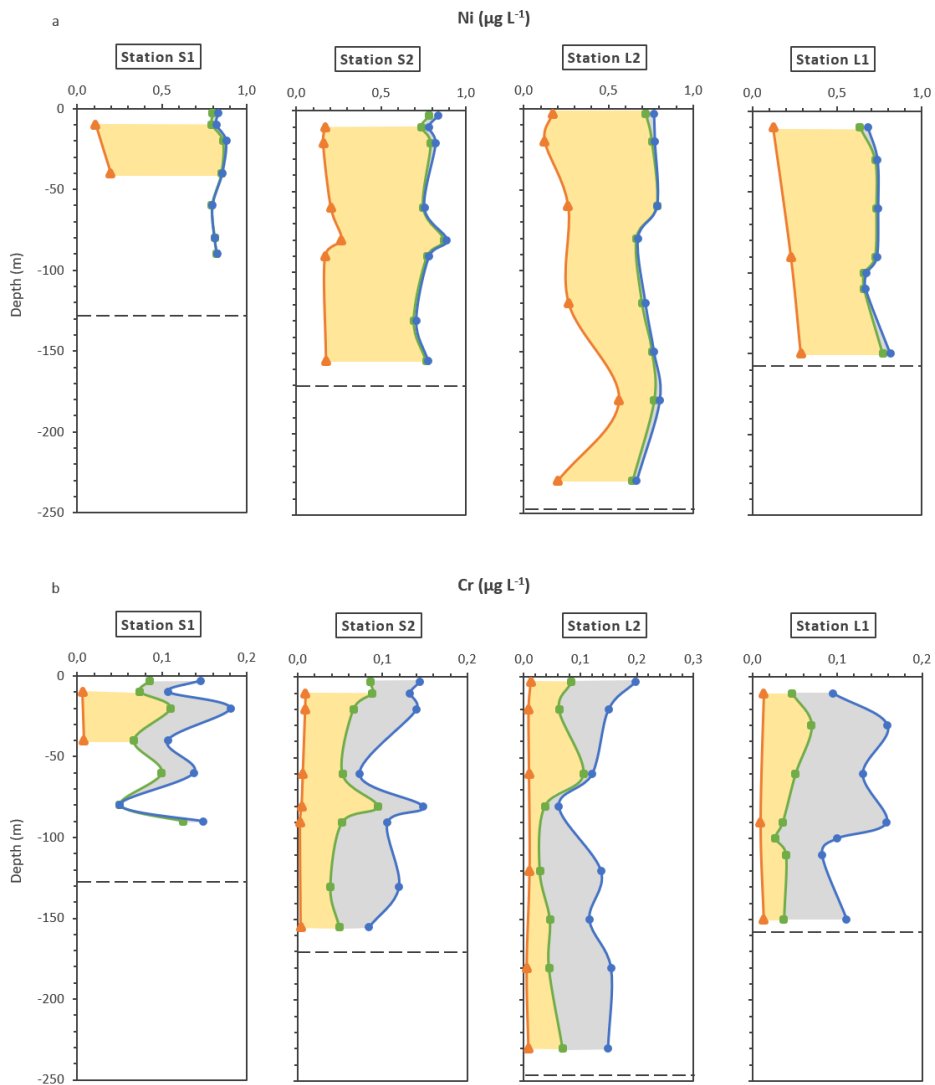 a
Ni (µg L⁻¹)
Station S1
Station S2
Station L2
Station L1
0,0 0,5 1,0
0,0 0,5 1,0
0,0 0,5 1,0
0,0 0,5 1,0
0
-50
-100
-150
-200
-250
Depth (m)
b
Cr (µg L⁻¹)
Station S1
Station S2
Station L2
Station L1
0,0 0,1 0,2
0,0 0,1 0,2
0,0 0,1 0,2 0,3
0,0 0,1 0,2
0
-50
-100
-150
-200
-250
Depth (m)